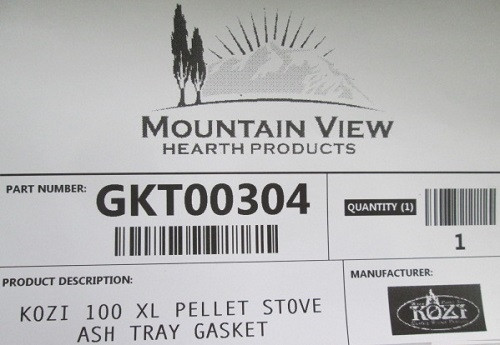 MOUNTAIN VIEW
HEARTH PRODUCTS
PART NUMBER: GKT00304
QUANTITY (1)
1
PRODUCT DESCRIPTION:
KOZI 100 XL PELLET STOVE
ASH TRAY GASKET
MANUFACTURER:
KOZI